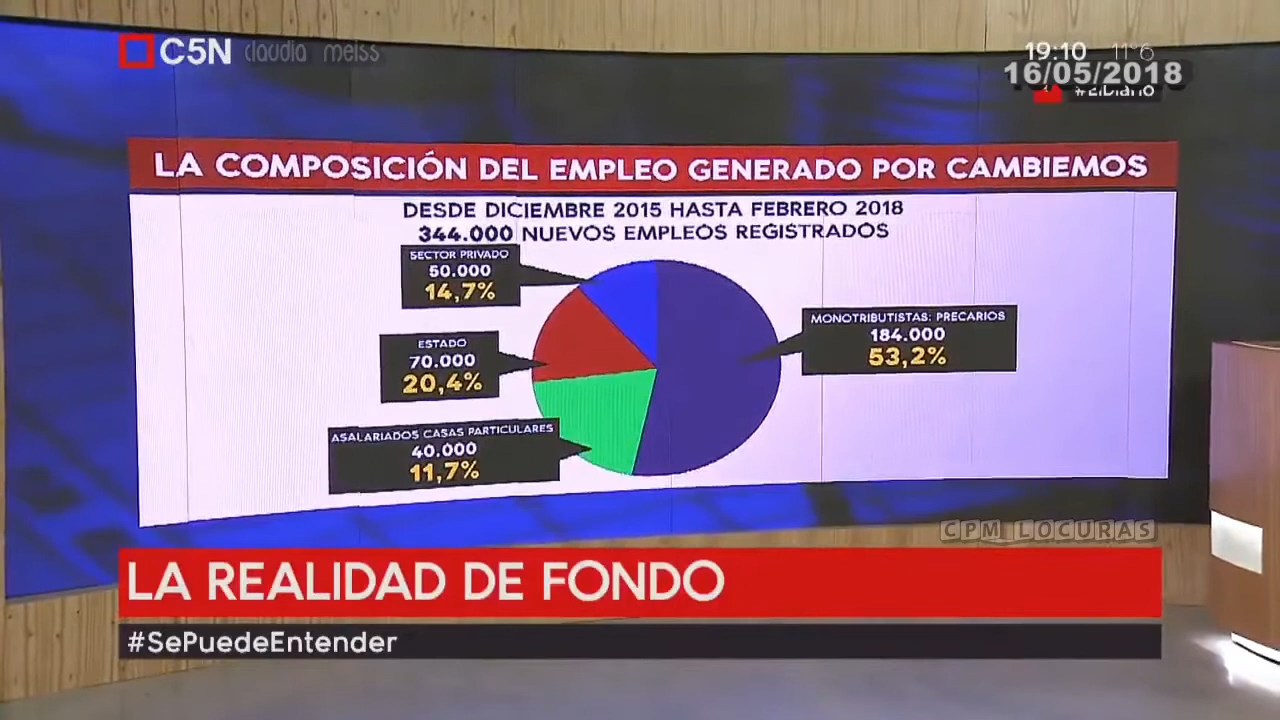 C5N claudia meiss
19:10 11°6
16/05/2018
#ElDiario
LA COMPOSICIÓN DEL EMPLEO GENERADO POR CAMBIEMOS
DESDE DICIEMBRE 2015 HASTA FEBRERO 2018
344.000 NUEVOS EMPLEOS REGISTRADOS
SECTOR PRIVADO
50.000
14,7%
MONOTRIBUTISTAS: PRECARIOS
184.000
53,2%
ESTADO
70.000
20,4%
ASALARIADOS CASAS PARTICULARES
40.000
11,7%
CPM LOCURAS
LA REALIDAD DE FONDO
#SePuedeEntender